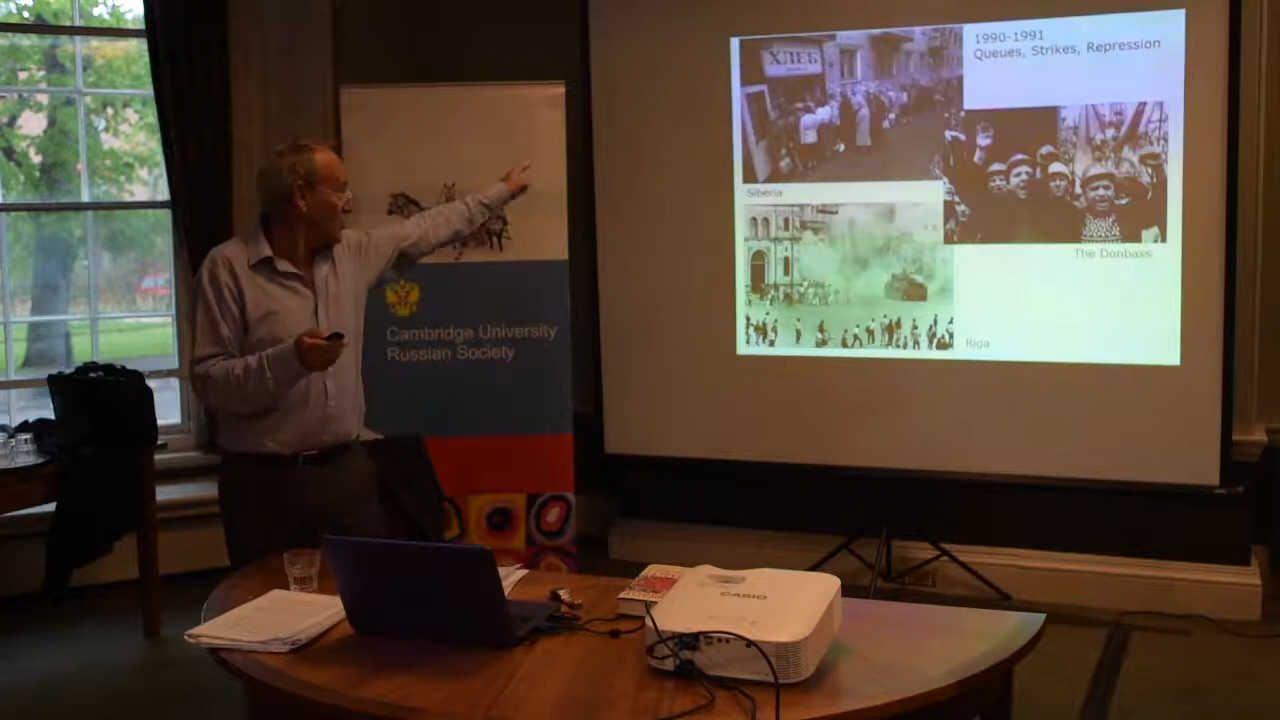 1990-1991
Queues, Strikes, Repression
ХЛЕБ
Siberia
The Donbass
Riga
Cambridge University
Russian Society
CASIO